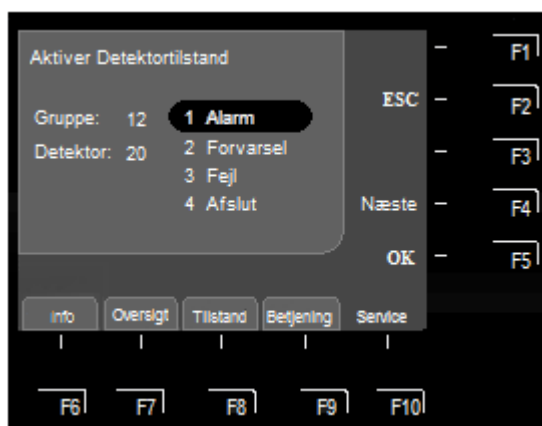 Aktiver Detektortilstand
F1
ESC
F2
Gruppe: 12
1 Alarm
Detektor: 20
2 Forvarsel
F3
3 Fejl
4 Afslut
Næste
F4
OK
F5
Info
Oversigt
Tilstand
Betjening
Service
F6
F7
F8
F9
F10